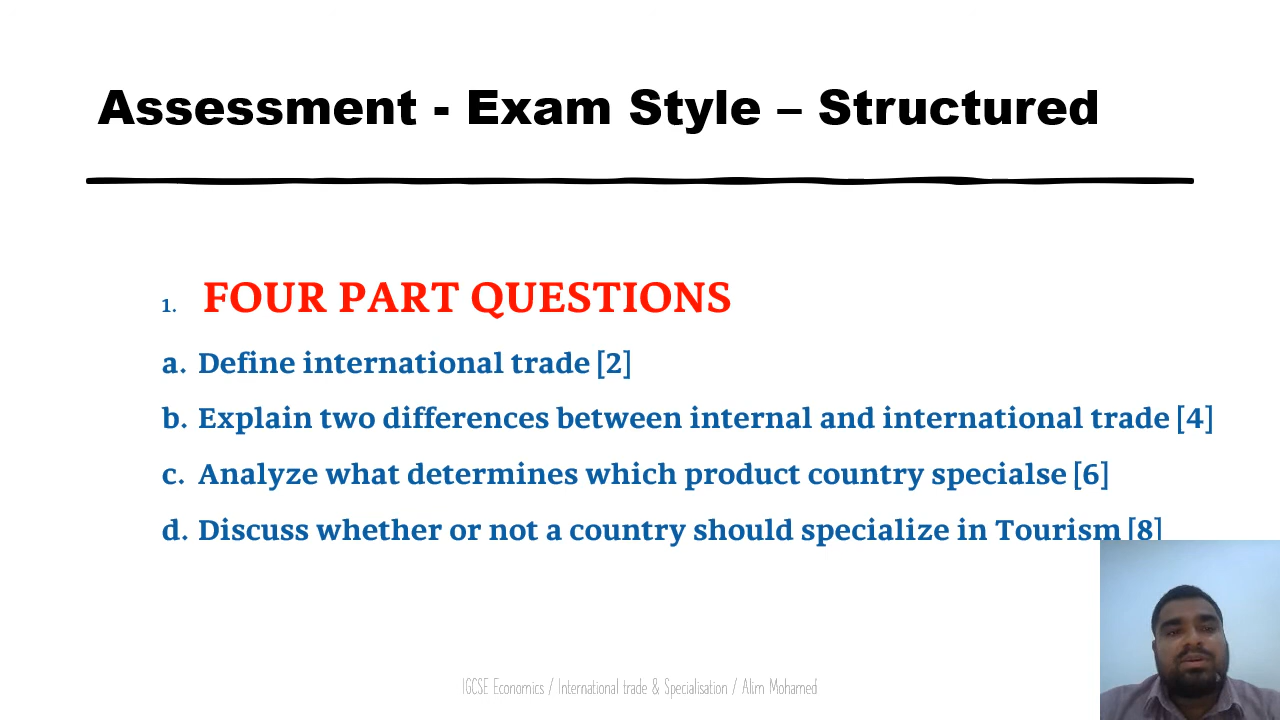 Assessment - Exam Style – Structured
1. FOUR PART QUESTIONS
a. Define international trade [2]
b. Explain two differences between internal and international trade [4]
c. Analyze what determines which product country specialse [6]
d. Discuss whether or not a country should specialize in Tourism [8]
IGCSE Economics / International trade & Specialisation / Alim Mohamed